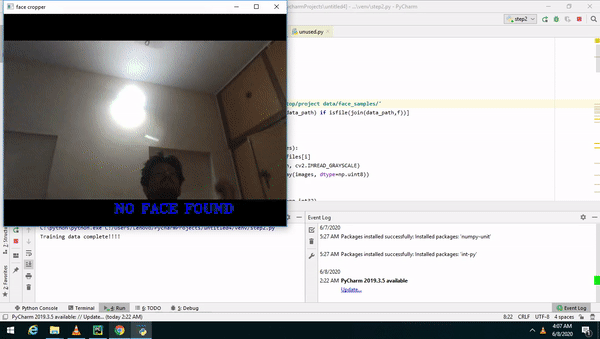 face cropper
PycharmProjects\untitled4] - ...\venv\step2.py - PyCharm
step2
unused.py
top/project data/face_samples/'
data_path) if isfile(join(data_path,f))]
files):
files[i]
, cv2.IMREAD_GRAYSCALE)
ay(images, dtype=np.uint8))
NO FACE FOUND
C:\python\python.exe C:/Users/Lenovo/PycharmProjects/untitled4/venv/step2.py
Training data complete!!!!
Event Log
6/7/2020
5:27 AM Packages installed successfully: Installed packages: 'numpy-unit'
5:27 AM Packages installed successfully: Installed packages: 'int-py'
6/8/2020
2:22 AM PyCharm 2019.3.5 available
Update...
Z: Structure
2: Favorites
Python Console
Terminal
4: Run
6: TODO
5: Debug
Event Log
PyCharm 2019.3.5 available: // Update... (today 2:22 AM)
8:22 CRLF UTF-8 4 spaces
4:07 AM
6/8/2020